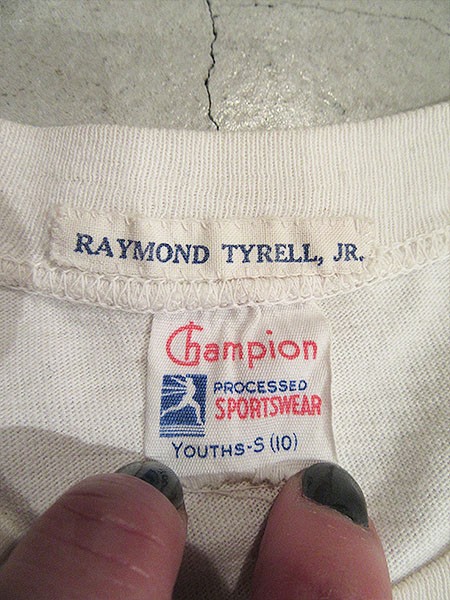 RAYMOND TYRELL, JR.
Champion
PROCESSED
SPORTSWEAR
YOUTHS-S (10)